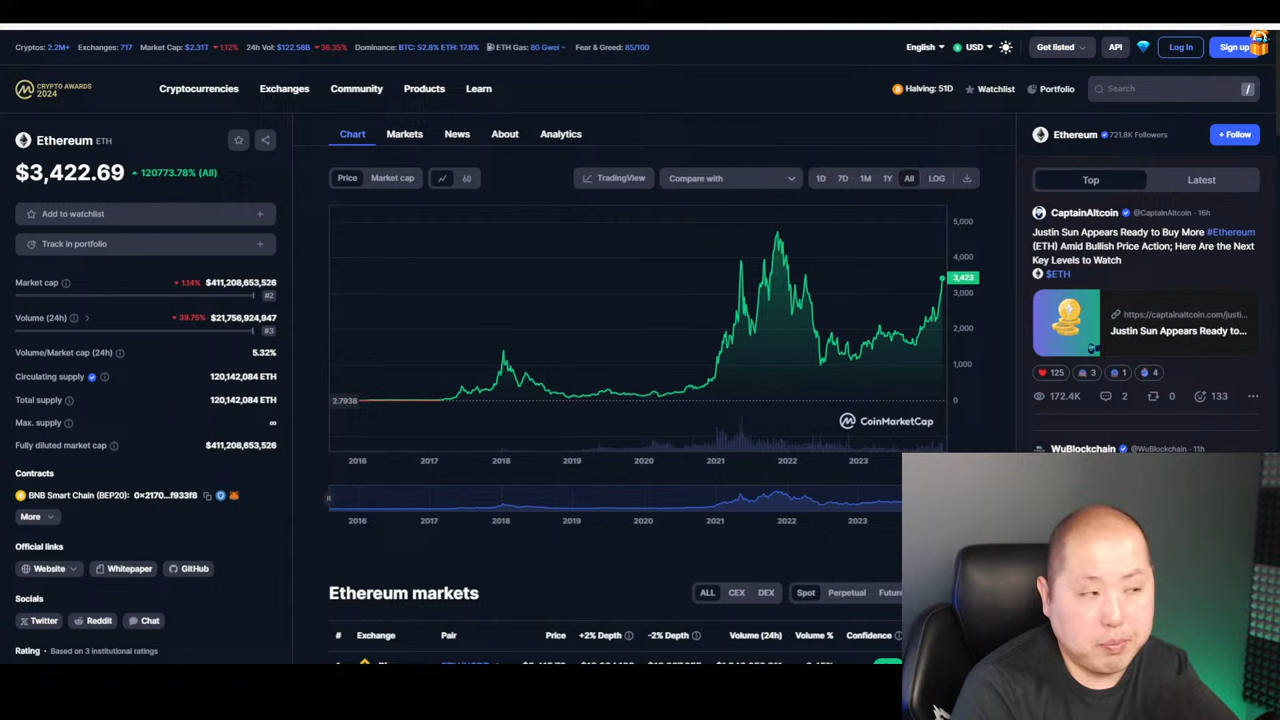 Cryptos: 2.2M+ Exchanges: 717 Market Cap: $2.31T 1.12% 24h Vol: $122.58B 36.35% Dominance: BTC: 52.8% ETH: 17.8% ETH Gas: 80 Gwei Fear & Greed: 85/100
English USD Get listed API Log In Sign up
CRYPTO AWARDS
2024
Cryptocurrencies Exchanges Community Products Learn
Halving: 51D Watchlist Portfolio Search /
Ethereum ETH
$3,422.69 120773.78% (All)
Add to watchlist +
Track in portfolio +
Market cap 1.14% $411,208,653,526
#2
Volume (24h) 39.75% $21,756,924,947
#3
Volume/Market cap (24h) 5.32%
Circulating supply 120,142,084 ETH
Total supply 120,142,084 ETH
Max. supply ∞
Fully diluted market cap $411,208,653,526
Contracts
BNB Smart Chain (BEP20): 0x2170...f933f8
More
Official links
Website Whitepaper GitHub
Socials
Twitter Reddit Chat
Rating · Based on 3 institutional ratings
Chart Markets News About Analytics
Price Market cap TradingView Compare with 1D 7D 1M 1Y All LOG
5,000
4,000
3,423
3,000
2,000
1,000
0
2.7938
CoinMarketCap
2016 2017 2018 2019 2020 2021 2022 2023
2016 2017 2018 2019 2020 2021 2022 2023
Ethereum markets
ALL CEX DEX Spot Perpetual Future
# Exchange Pair Price +2% Depth -2% Depth Volume (24h) Volume % Confidence
Ethereum 721.8K Followers + Follow
Top Latest
CaptainAltcoin @CaptainAltcoin · 16h
Justin Sun Appears Ready to Buy More #Ethereum
(ETH) Amid Bullish Price Action; Here Are the Next
Key Levels to Watch
$ETH
https://captainaltcoin.com/justi...
Justin Sun Appears Ready to...
125 3 1 4
172.4K 2 0 133
WuBlockchain @WuBlockchain · 11h